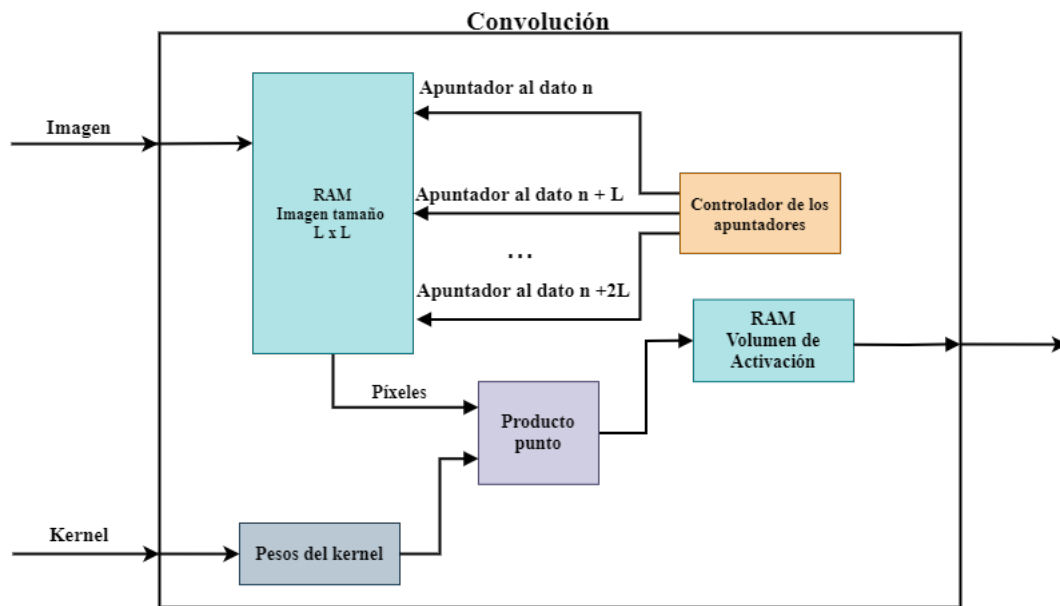 Convolución
Imagen
RAM
Imagen tamaño
L x L
Apuntador al dato n
Apuntador al dato n + L
...
Apuntador al dato n +2L
Controlador de los
apuntadores
RAM
Volumen de
Activación
Píxeles
Producto
punto
Kernel
Pesos del kernel